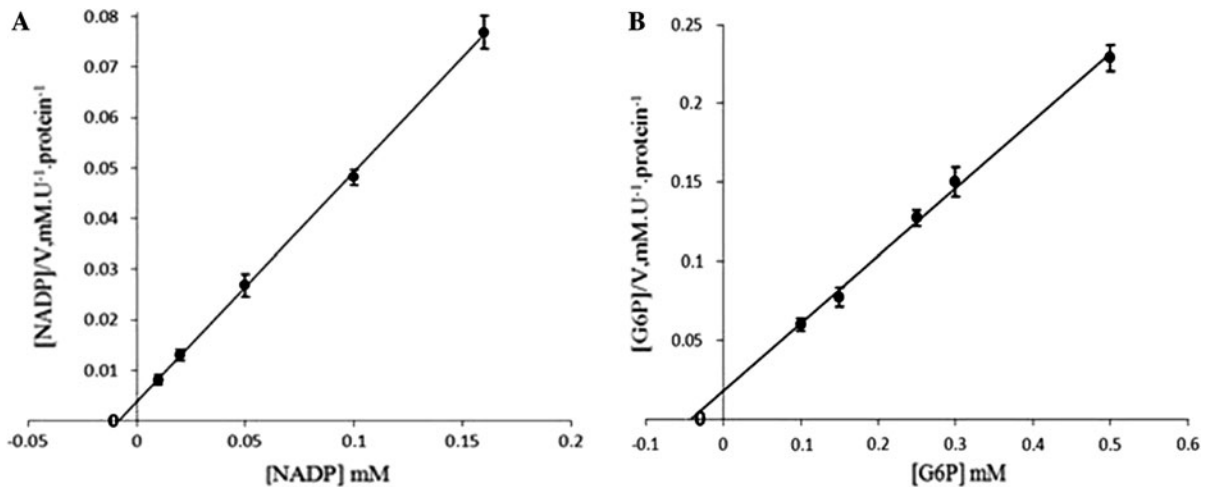 A
0.08
0.07
0.06
0.05
0.04
0.03
0.02
0.01
0
-0.05 0 0.05 0.1 0.15 0.2
[NADP]/V,mM.U⁻¹.protein⁻¹
[NADP] mM
B
0.25
0.2
0.15
0.1
0.05
0
-0.1 0 0.1 0.2 0.3 0.4 0.5 0.6
[G6P]/V,mM.U⁻¹.protein⁻¹
[G6P] mM